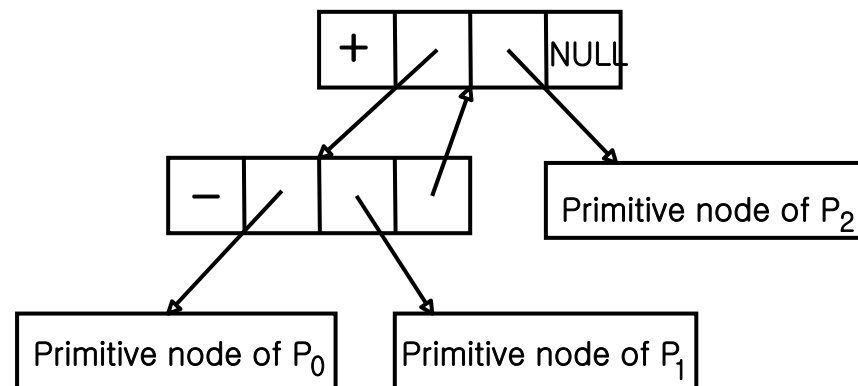 + NULL
−
Primitive node of P2
Primitive node of P0
Primitive node of P1